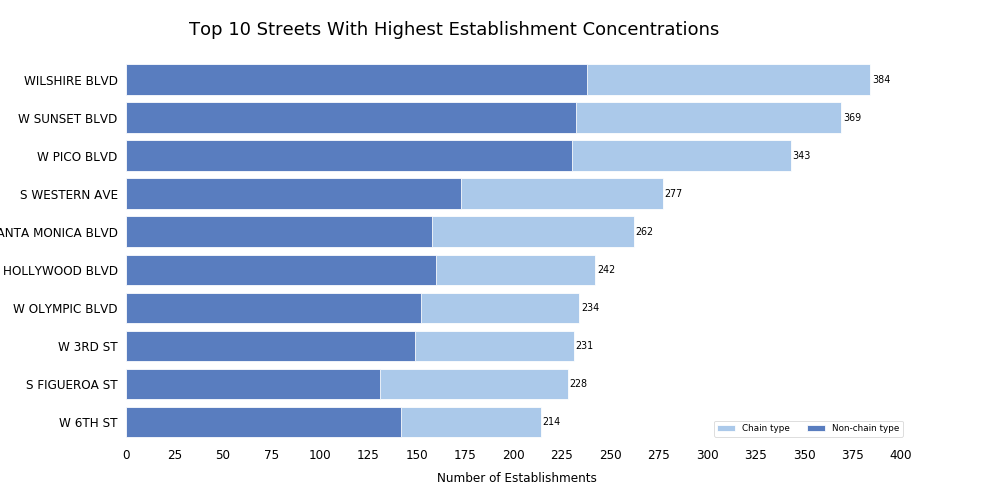 Top 10 Streets With Highest Establishment Concentrations
WILSHIRE BLVD 384
W SUNSET BLVD 369
W PICO BLVD 343
S WESTERN AVE 277
ANTA MONICA BLVD 262
HOLLYWOOD BLVD 242
W OLYMPIC BLVD 234
W 3RD ST 231
S FIGUEROA ST 228
W 6TH ST 214
Chain type Non-chain type
0 25 50 75 100 125 150 175 200 225 250 275 300 325 350 375 400
Number of Establishments